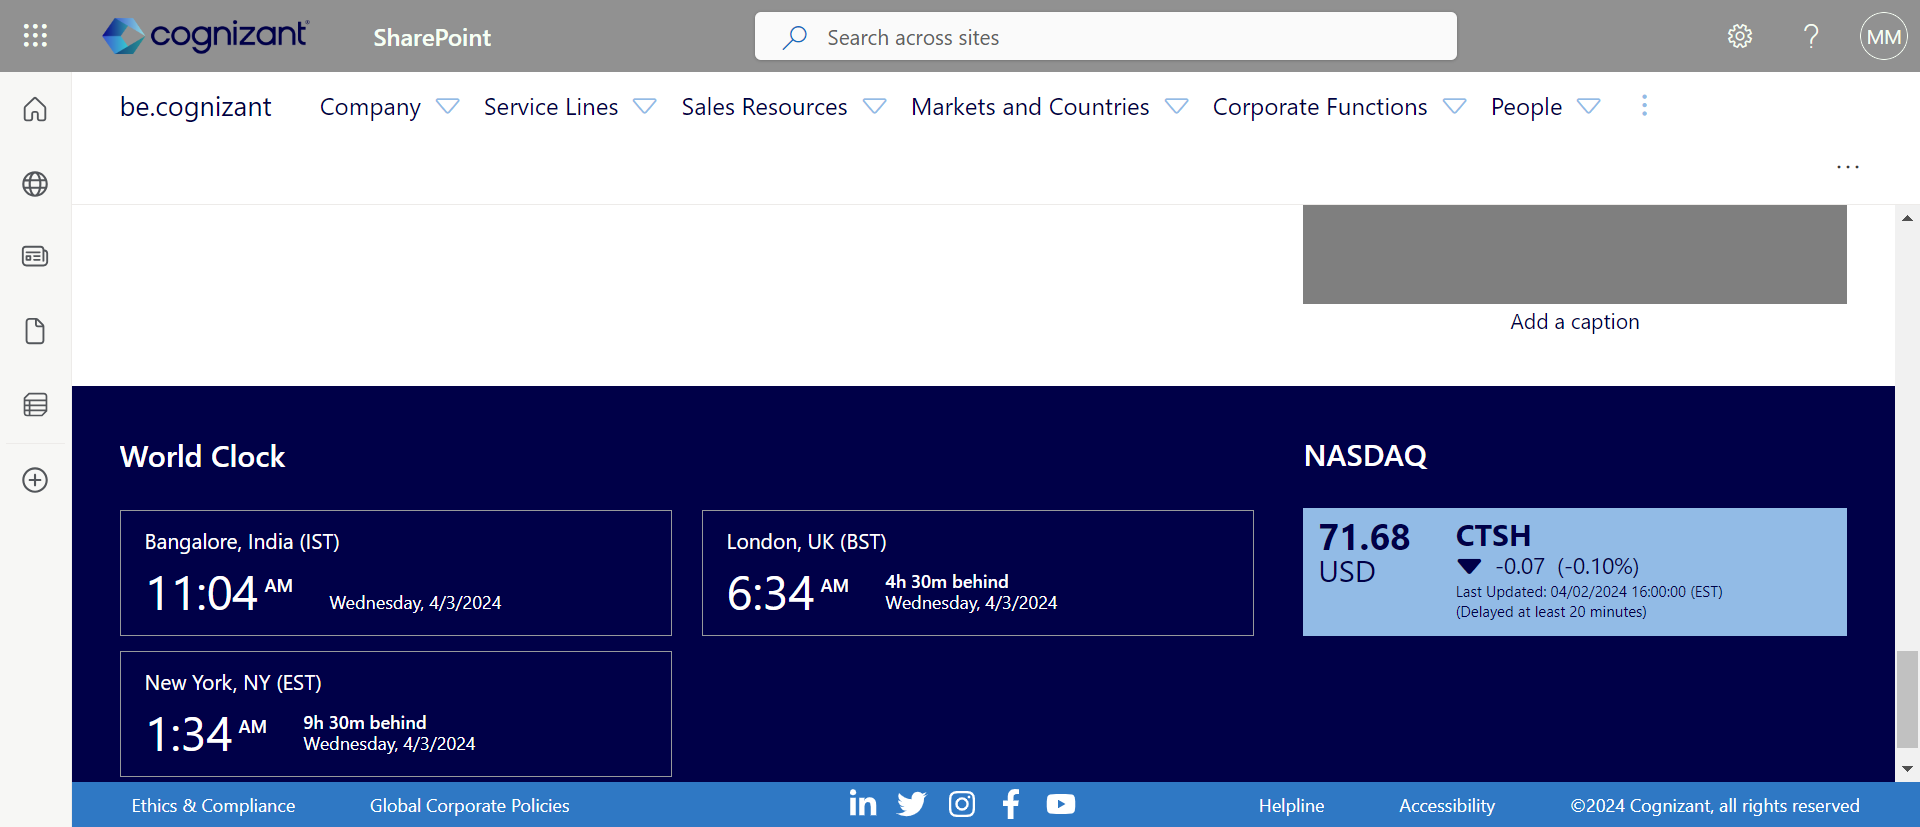 cognizant
SharePoint
Search across sites
MM
be.cognizant
Company
Service Lines
Sales Resources
Markets and Countries
Corporate Functions
People
Add a caption
World Clock
NASDAQ
Bangalore, India (IST)
11:04 AM
Wednesday, 4/3/2024
London, UK (BST)
6:34 AM
4h 30m behind
Wednesday, 4/3/2024
71.68
USD
CTSH
-0.07 (-0.10%)
Last Updated: 04/02/2024 16:00:00 (EST)
(Delayed at least 20 minutes)
New York, NY (EST)
1:34 AM
9h 30m behind
Wednesday, 4/3/2024
Ethics & Compliance
Global Corporate Policies
Helpline
Accessibility
©2024 Cognizant, all rights reserved